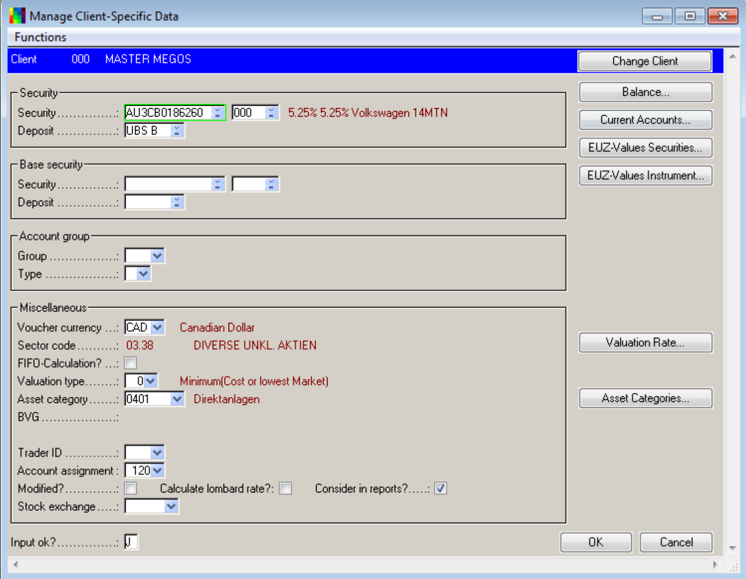 Manage Client-Specific Data
Functions
Client 000 MASTER MEGOS
Change Client
Security
Security..............: AU3CB0186260 000 5.25% 5.25% Volkswagen 14MTN
Deposit ..............: UBS B
Balance...
Current Accounts...
EUZ-Values Securities...
EUZ-Values Instrument...
Base security
Security..............:
Deposit ..............:
Account group
Group ................:
Type .................:
Miscellaneous
Voucher currency ...: CAD Canadian Dollar
Sector code.........: 03.38 DIVERSE UNKL. AKTIEN
FIFO-Calculation? ...:
Valuation type.......: 0 Minimum(Cost or lowest Market)
Asset category......: 0401 Direktanlagen
BVG ..................:
Valuation Rate...
Asset Categories...
Trader ID ............:
Account assignment : 120
Modified?............: Calculate lombard rate?: Consider in reports?.....:
Stock exchange.....:
Input ok?.............: J
OK
Cancel